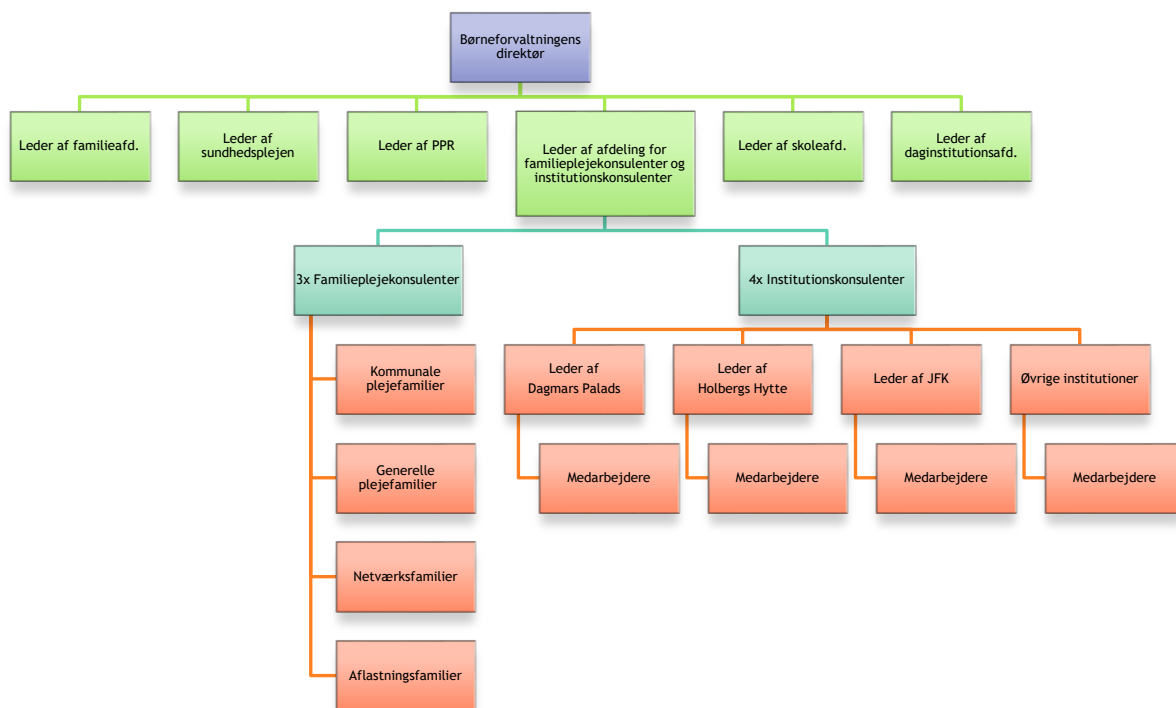 Børneforvaltningens
direktør
Leder af familieafd.
Leder af
sundhedsplejen
Leder af PPR
Leder af afdeling for
familieplejekonsulenter og
institutionskonsulenter
Leder af skoleafd.
Leder af
daginstitutionsafd.
3x Familieplejekonsulenter
4x Institutionskonsulenter
Kommunale
plejefamilier
Generelle
plejefamilier
Netværksfamilier
Aflastningsfamilier
Leder af
Dagmars Palads
Medarbejdere
Leder af
Holbergs Hytte
Medarbejdere
Leder af JFK
Medarbejdere
Øvrige institutioner
Medarbejdere